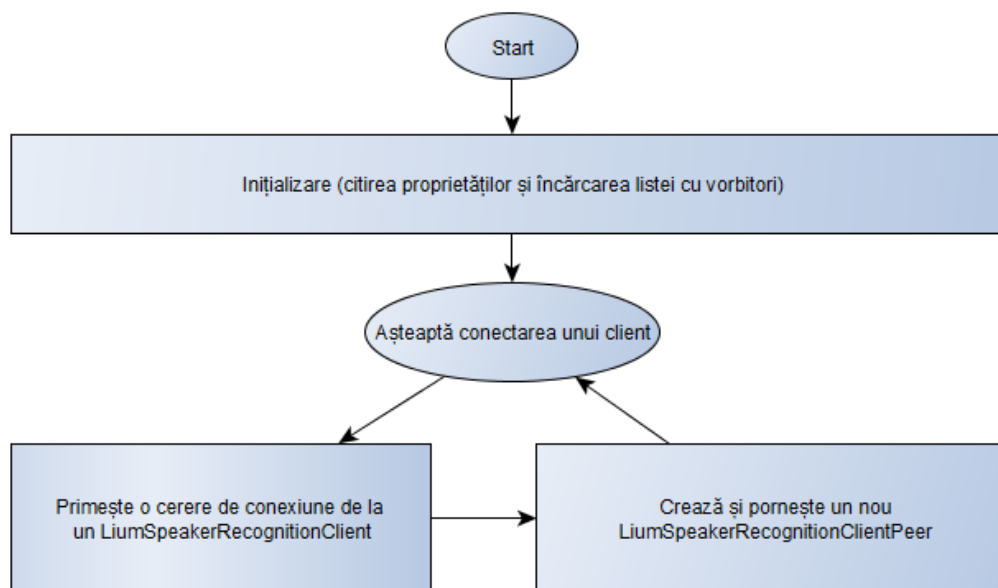 Start
Inițializare (citirea proprietăților și încărcarea listei cu vorbitori)
Așteaptă conectarea unui client
Primește o cerere de conexiune de la
un LiumSpeakerRecognitionClient
Crează și pornește un nou
LiumSpeakerRecognitionClientPeer